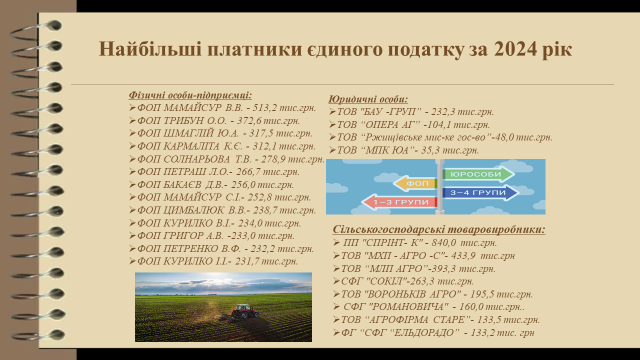 Найбільші платники єдиного податку за 2024 рік
Фізичні особи-підприємці:
➢ФОП МАМАЙСУР В.В. - 513,2 тис.грн.
➢ФОП ТРИБУН О.О. - 372,6 тис.грн.
➢ФОП ШМАГЛІЙ Ю.А. - 317,5 тис.грн.
➢ФОП КАРМАЛІТА К.Є. - 312,1 тис.грн.
➢ФОП СОЛНАРЬОВА Т.В. - 278,9 тис.грн.
➢ФОП ПЕТРАШ Л.О.- 266,7 тис.грн.
➢ФОП БАКАЄВ Д.В.- 256,0 тис.грн.
➢ФОП МАМАЙСУР С.І.- 252,8 тис.грн.
➢ФОП ЦИМБАЛЮК В.В.- 238,7 тис.грн.
➢ФОП КУРИЛКО В.І.- 234,0 тис.грн.
➢ФОП ГРИГОР А.В. -233,0 тис.грн.
➢ФОП ПЕТРЕНКО В.Ф. - 232,2 тис.грн.
➢ФОП КУРИЛКО І.І.- 231,7 тис.грн.
Юридичні особи:
➢ТОВ "БАУ -ГРУП” - 232,3 тис.грн.
➢ТОВ “ОПЕРА АГ” -104,1 тис.грн.
➢ТОВ “Ржищівське мис-ке гос-во”-48,0 тис.грн.
➢ТОВ “МПК ЮА”- 35,3 тис.грн.
ЮРОСОБИ
ФОП
3–4 ГРУПИ
1–3 ГРУПИ
Сільськогосподарські товаровиробники:
➢ ПП "СПРІНТ- К" - 840,0 тис.грн.
➢ТОВ "МХП - АГРО -С"- 433,9 тис.грн
➢ТОВ “МЛП АГРО”-393,3 тис.грн.
➢СФГ "СОКІЛ"-263,3 тис.грн.
➢ТОВ "ВОРОНЬКІВ АГРО" - 195,5 тис.грн.
➢ СФГ "РОМАНОВИЧА" - 160,0 тис.грн..
➢ТОВ “АГРОФІРМА СТАРЕ”- 133,5 тис.грн.
➢ФГ “СФГ “ЕЛЬДОРАДО” - 133,2 тис. грн